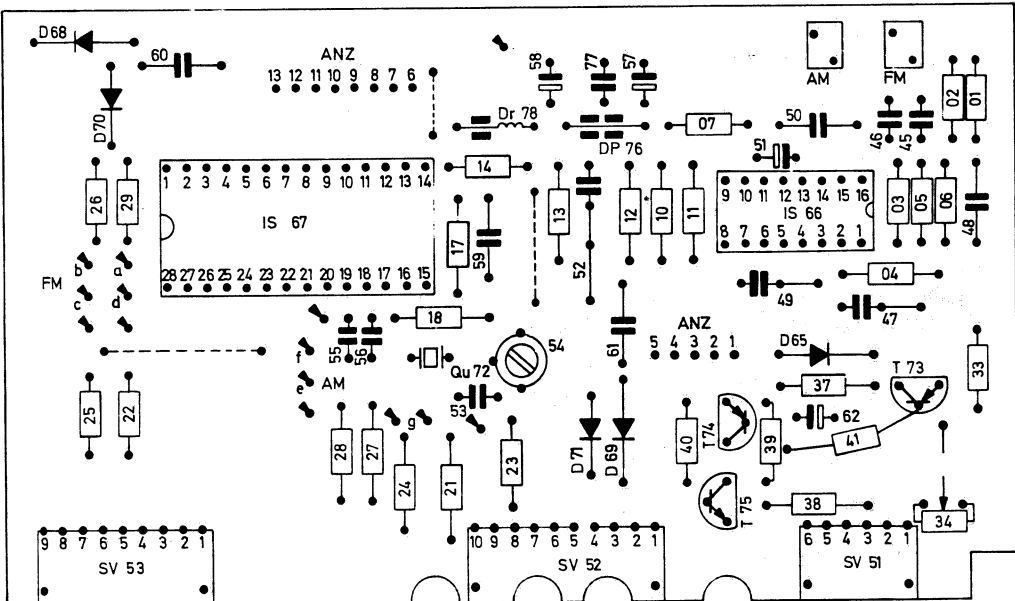 D68
60
ANZ
13 12 11 10 9 8 7 6
58
77
57
AM
FM
D70
Dr 78
DP 76
07
50
46
45
02
01
51
26
29
1 2 3 4 5 6 7 8 9 10 11 12 13 14
IS 67
28 27 26 25 24 23 22 21 20 19 18 17 16 15
14
17
59
13
52
12
10
11
9 10 11 12 13 14 15 16
IS 66
8 7 6 5 4 3 2 1
03
05
06
48
b
a
FM
c
d
04
49
47
55
56
18
54
61
ANZ
5 4 3 2 1
D65
T 73
33
f
AM
e
Qu 72
53
g
37
62
25
22
28
27
24
21
23
D 71
D 69
40
T74
39
41
T 75
38
34
9 8 7 6 5 4 3 2 1
SV 53
10 9 8 7 6 5 4 3 2 1
SV 52
6 5 4 3 2 1
SV 51